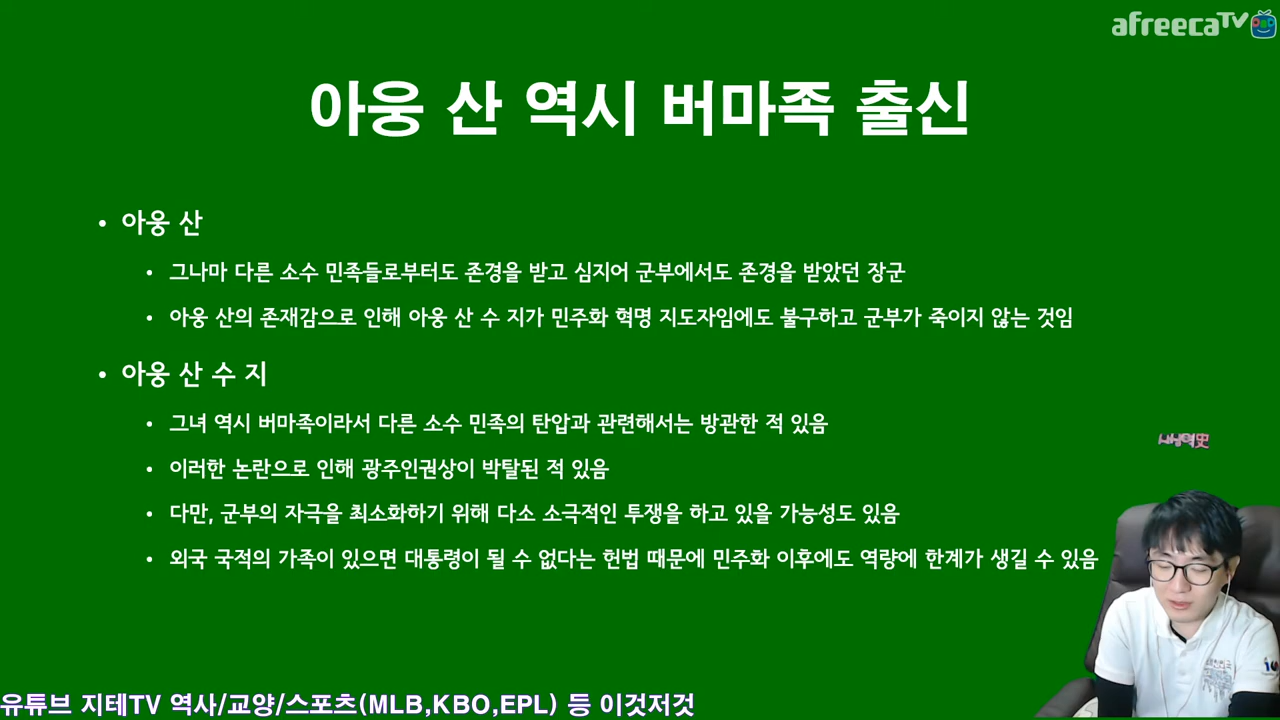 afreecaTV
아웅 산 역시 버마족 출신
• 아웅 산
• 그나마 다른 소수 민족들로부터도 존경을 받고 심지어 군부에서도 존경을 받았던 장군
• 아웅 산의 존재감으로 인해 아웅 산 수 지가 민주화 혁명 지도자임에도 불구하고 군부가 죽이지 않는 것임
• 아웅 산 수 지
• 그녀 역시 버마족이라서 다른 소수 민족의 탄압과 관련해서는 방관한 적 있음
• 이러한 논란으로 인해 광주인권상이 박탈된 적 있음
• 다만, 군부의 자극을 최소화하기 위해 다소 소극적인 투쟁을 하고 있을 가능성도 있음
• 외국 국적의 가족이 있으면 대통령이 될 수 없다는 헌법 때문에 민주화 이후에도 역량에 한계가 생길 수 있음
유튜브 지테TV 역사/교양/스포츠(MLB,KBO,EPL) 등 이것저것